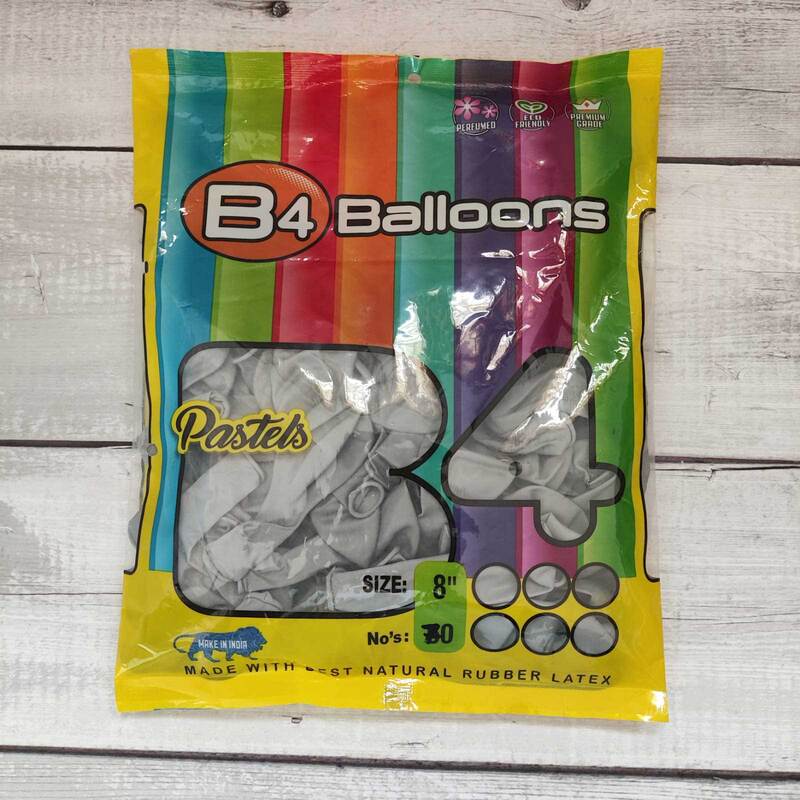 PERFUMED
ECO FRIENDLY
PREMIUM GRADE
B4 Balloons
Pastels
B4
SIZE: 8"
No's:
MAKE IN INDIA
MADE WITH BEST NATURAL RUBBER LATEX